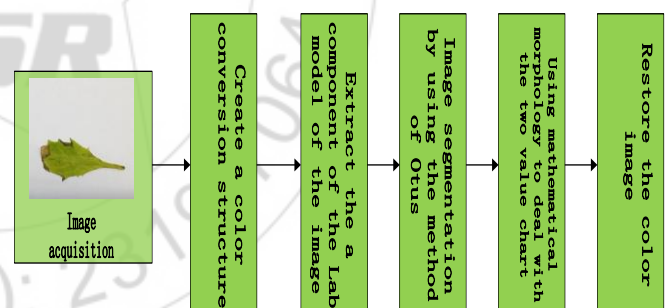 Image
acquisition
Create a color
conversion structure
Extract the a
component of the Lab
model of the image
Image segmentation
by using the method
of Otus
Using mathematical
morphology to deal with
the two value chart
Restore the color
image